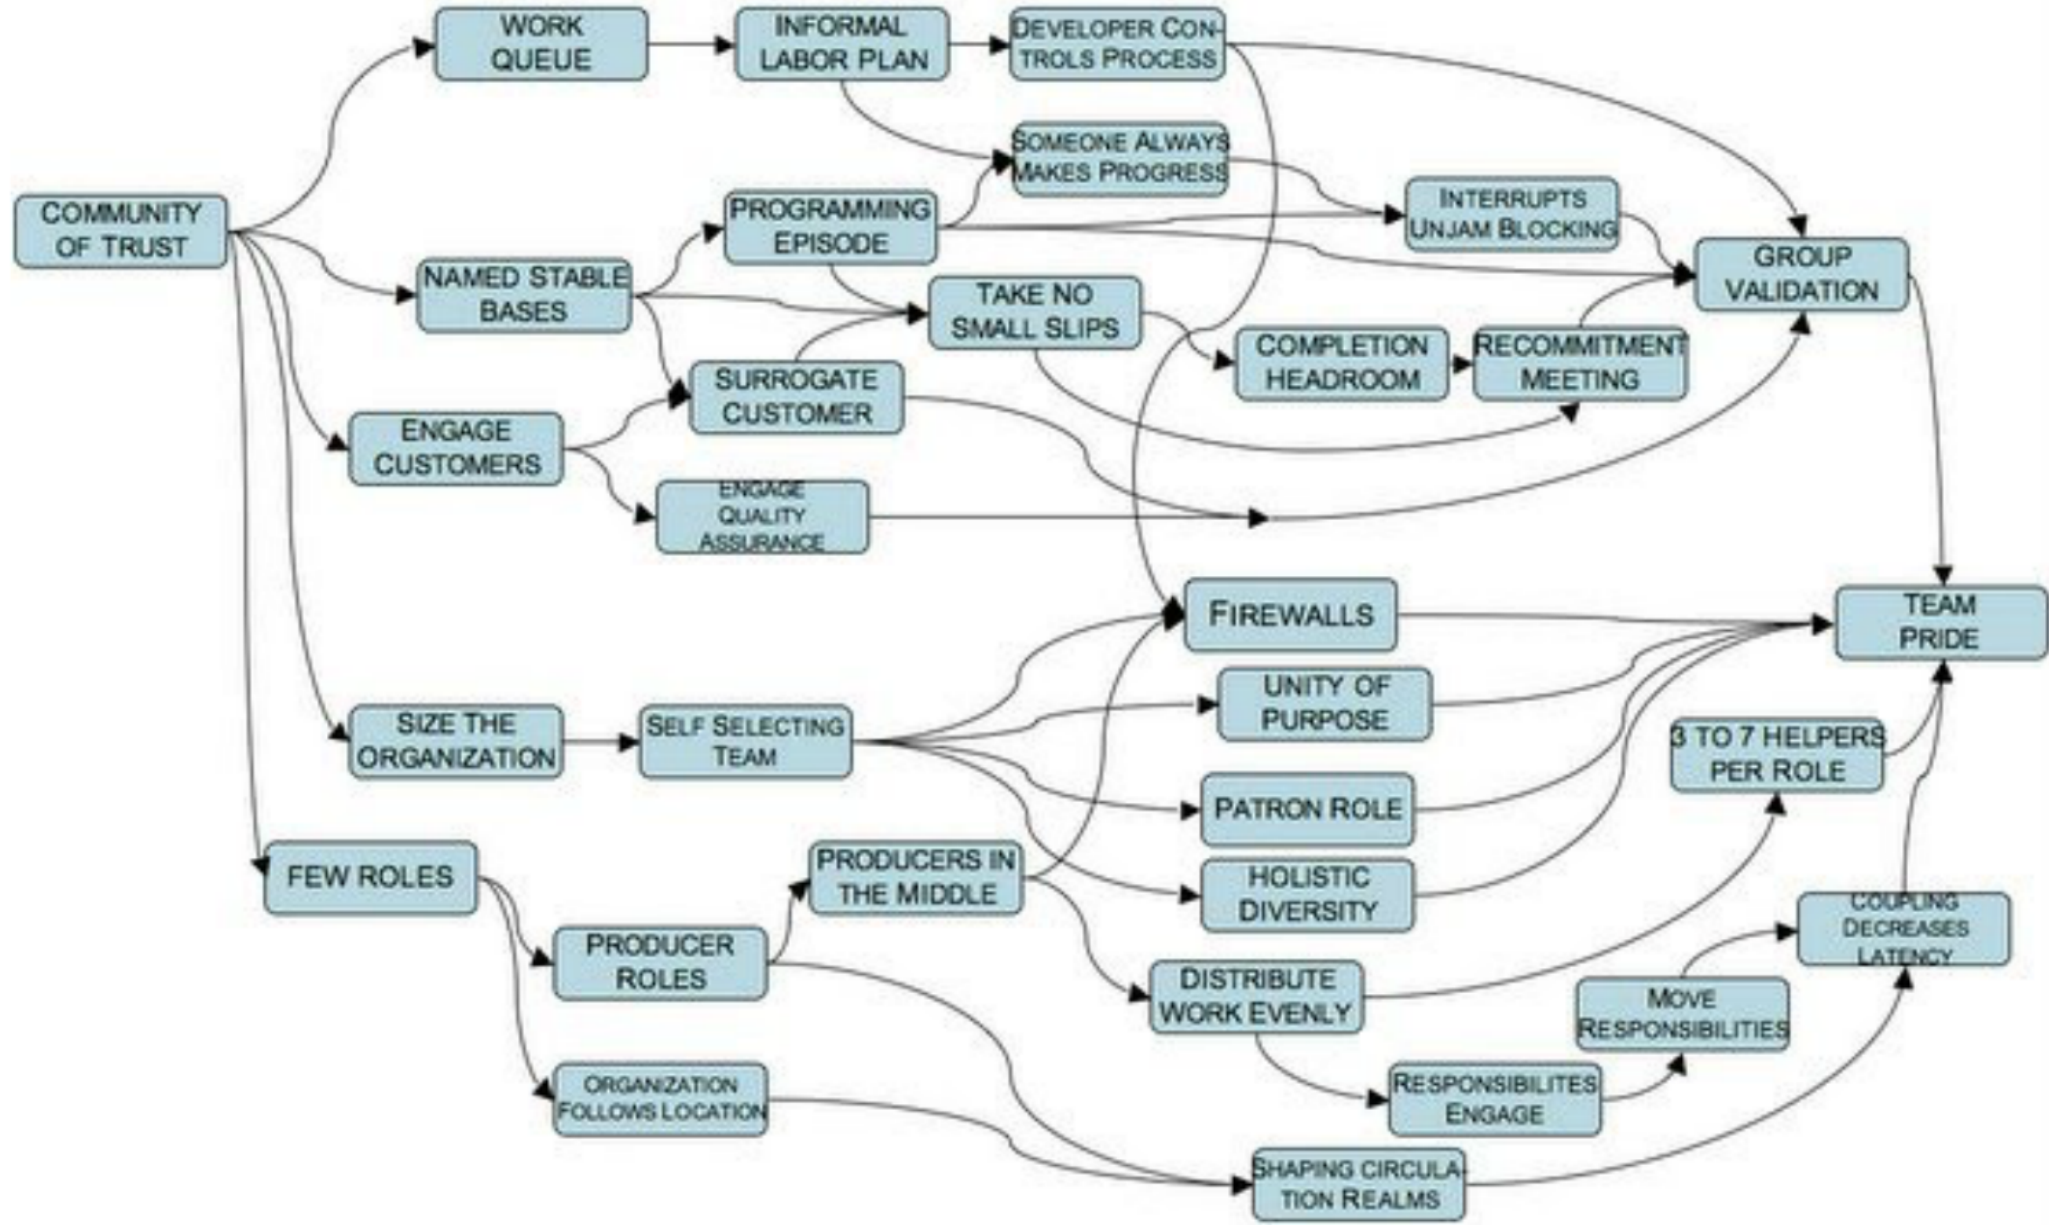 WORK
QUEUE
INFORMAL
LABOR PLAN
DEVELOPER CON-
TROLS PROCESS
SOMEONE ALWAYS
MAKES PROGRESS
COMMUNITY
OF TRUST
PROGRAMMING
EPISODE
INTERRUPTS
UNJAM BLOCKING
GROUP
VALIDATION
NAMED STABLE
BASES
TAKE NO
SMALL SLIPS
COMPLETION
HEADROOM
RECOMMITMENT
MEETING
SURROGATE
CUSTOMER
ENGAGE
CUSTOMERS
ENGAGE
QUALITY
ASSURANCE
FIREWALLS
TEAM
PRIDE
UNITY OF
PURPOSE
SIZE THE
ORGANIZATION
SELF SELECTING
TEAM
3 TO 7 HELPERS
PER ROLE
PATRON ROLE
FEW ROLES
PRODUCERS IN
THE MIDDLE
HOLISTIC
DIVERSITY
COUPLING
DECREASES
LATENCY
PRODUCER
ROLES
DISTRIBUTE
WORK EVENLY
MOVE
RESPONSIBILITIES
ORGANIZATION
FOLLOWS LOCATION
RESPONSIBILITES
ENGAGE
SHAPING CIRCULA-
TION REALMS